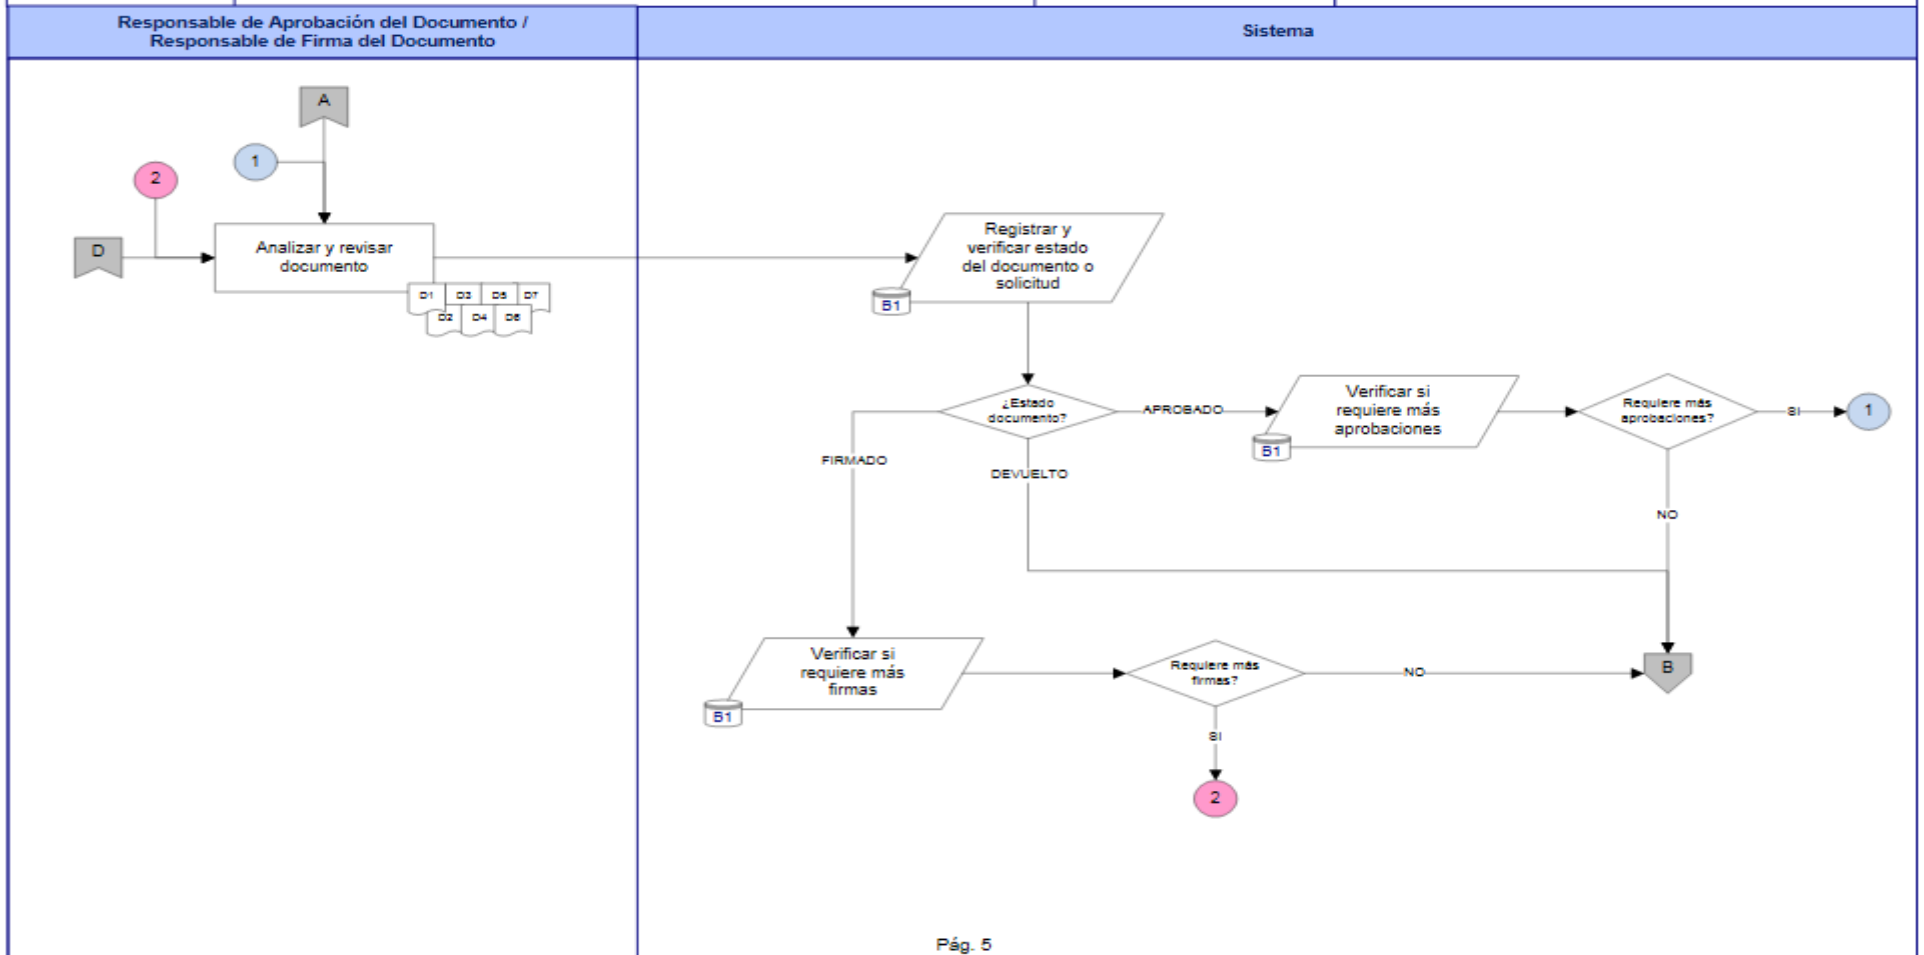 Responsable de Aprobación del Documento /
Responsable de Firma del Documento
Sistema
A
1
2
D
Analizar y revisar
documento
D1
D3
D5
D7
D2
D4
D6
Registrar y
verificar estado
del documento o
solicitud
B1
¿Estado
documento?
APROBADO
Verificar si
requiere más
aprobaciones
B1
Requiere más
aprobaciones?
SI
1
FIRMADO
DEVUELTO
NO
Verificar si
requiere más
firmas
B1
Requiere más
firmas?
NO
B
SI
2
Pág. 5